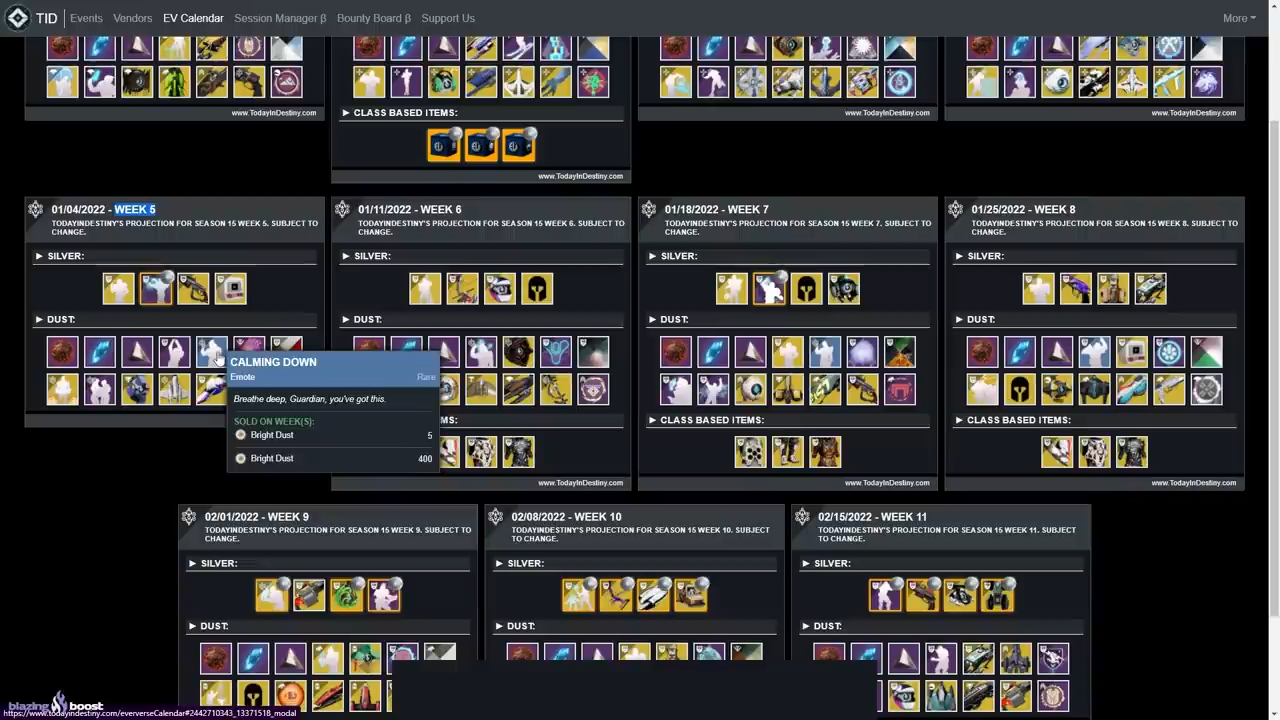 TID
Events
Vendors
EV Calendar
Session Manager β
Bounty Board β
Support Us
More
www.TodayInDestiny.com
www.TodayInDestiny.com
www.TodayInDestiny.com
CLASS BASED ITEMS:
www.TodayInDestiny.com
01/04/2022 - WEEK 5
TODAYINDESTINY'S PROJECTION FOR SEASON 15 WEEK 5. SUBJECT TO
CHANGE.
SILVER:
DUST:
CALMING DOWN
Emote
Rare
Breathe deep, Guardian, you've got this.
SOLD ON WEEK(S):
Bright Dust 5
Bright Dust 400
01/11/2022 - WEEK 6
TODAYINDESTINY'S PROJECTION FOR SEASON 15 WEEK 6. SUBJECT TO
CHANGE.
SILVER:
DUST:
www.TodayInDestiny.com
01/18/2022 - WEEK 7
TODAYINDESTINY'S PROJECTION FOR SEASON 15 WEEK 7. SUBJECT TO
CHANGE.
SILVER:
DUST:
CLASS BASED ITEMS:
www.TodayInDestiny.com
01/25/2022 - WEEK 8
TODAYINDESTINY'S PROJECTION FOR SEASON 15 WEEK 8. SUBJECT TO
CHANGE.
SILVER:
DUST:
CLASS BASED ITEMS:
www.TodayInDestiny.com
02/01/2022 - WEEK 9
TODAYINDESTINY'S PROJECTION FOR SEASON 15 WEEK 9. SUBJECT TO
CHANGE.
SILVER:
DUST:
02/08/2022 - WEEK 10
TODAYINDESTINY'S PROJECTION FOR SEASON 15 WEEK 10. SUBJECT
TO CHANGE.
SILVER:
DUST:
02/15/2022 - WEEK 11
TODAYINDESTINY'S PROJECTION FOR SEASON 15 WEEK 11. SUBJECT
TO CHANGE.
SILVER:
DUST:
blazing boost
https://www.todayindestiny.com/eververseCalendar#2442710343_13371518_modal